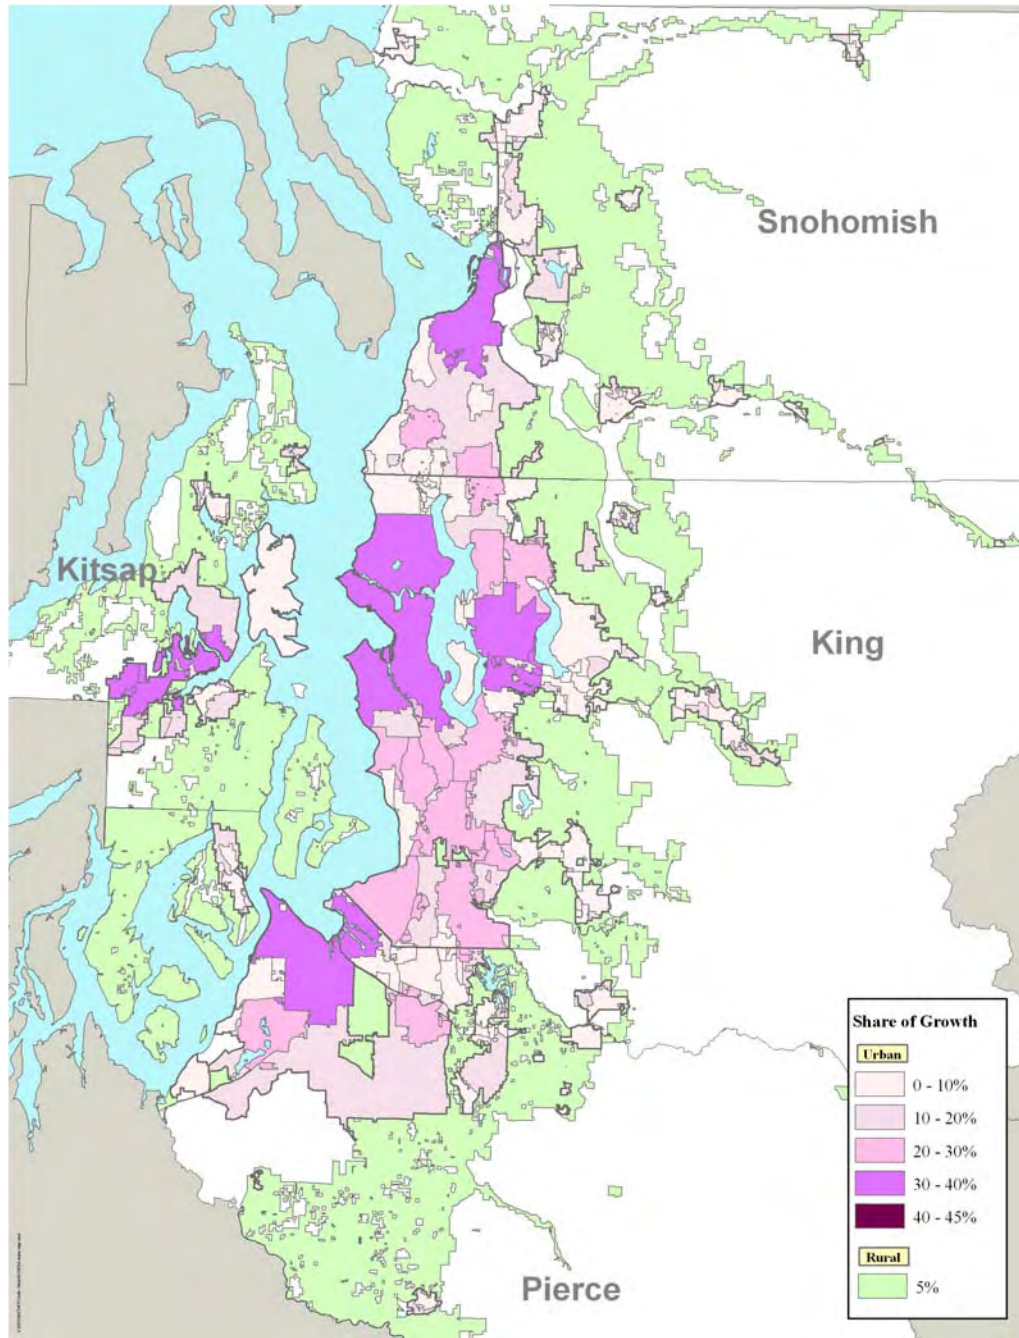 Snohomish
Kitsap
King
Pierce
Share of Growth
Urban
0 - 10%
10 - 20%
20 - 30%
30 - 40%
40 - 45%
Rural
5%